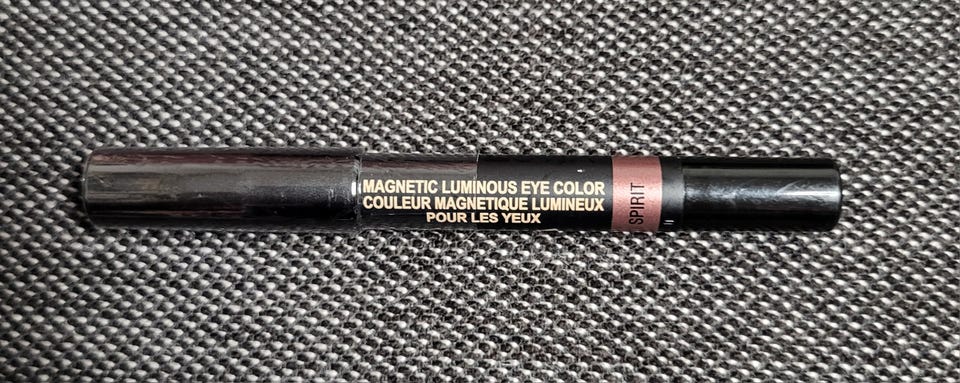 MAGNETIC LUMINOUS EYE COLOR
COULEUR MAGNETIQUE LUMINEUX
POUR LES YEUX
SPIRIT